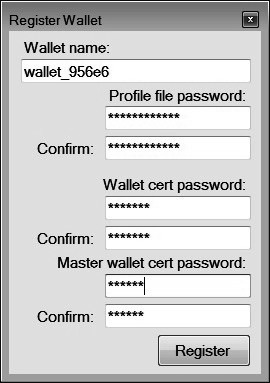 Register Wallet x
Wallet name:
wallet_956e6
Profile file password:
************
Confirm: ************
Wallet cert password:
*******
Confirm: *******
Master wallet cert password:
******
Confirm: ******
Register